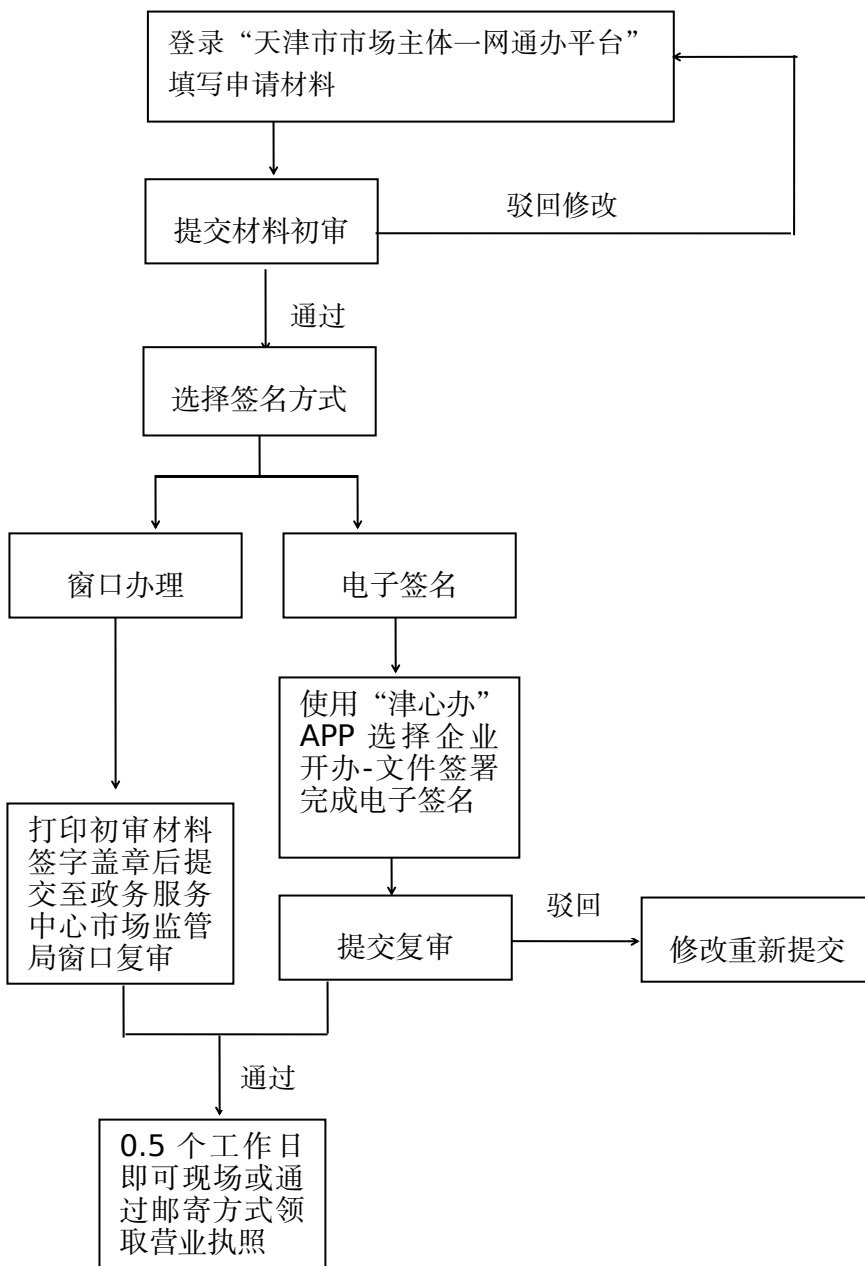 登录“天津市市场主体一网通办平台”
填写申请材料
提交材料初审
驳回修改
通过
选择签名方式
窗口办理
电子签名
使用“津心办”
APP 选择企业
开办-文件签署
完成电子签名
打印初审材料
签字盖章后提
交至政务服务
中心市场监管
局窗口复审
提交复审
驳回
修改重新提交
通过
0.5 个工作日
即可现场或通
过邮寄方式领
取营业执照